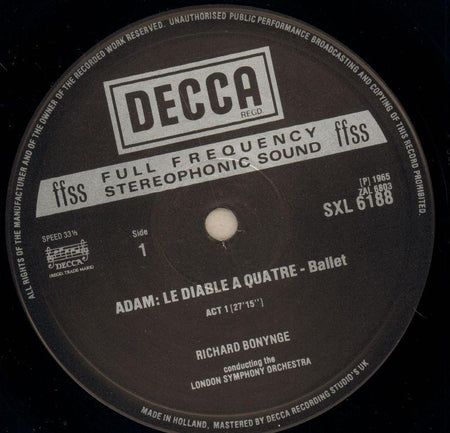 ALL RIGHTS OF THE MANUFACTURER AND OF THE OWNER OF THE RECORDED WORK RESERVED. UNAUTHORISED PUBLIC PERFORMANCE BROADCASTING AND COPYING OF THIS RECORD PROHIBITED.
DECCA
REGD
ffss FULL FREQUENCY ffss
STEREOPHONIC SOUND
[P] 1965
ZAL 6803
SXL 6188
SPEED 33⅓
DECCA
(REGD. TRADE MARK)
Side
1
ADAM: LE DIABLE A QUATRE - Ballet
ACT 1 [27'15'']
RICHARD BONYNGE
conducting the
LONDON SYMPHONY ORCHESTRA
MADE IN HOLLAND, MASTERED BY DECCA RECORDING STUDIO'S UK